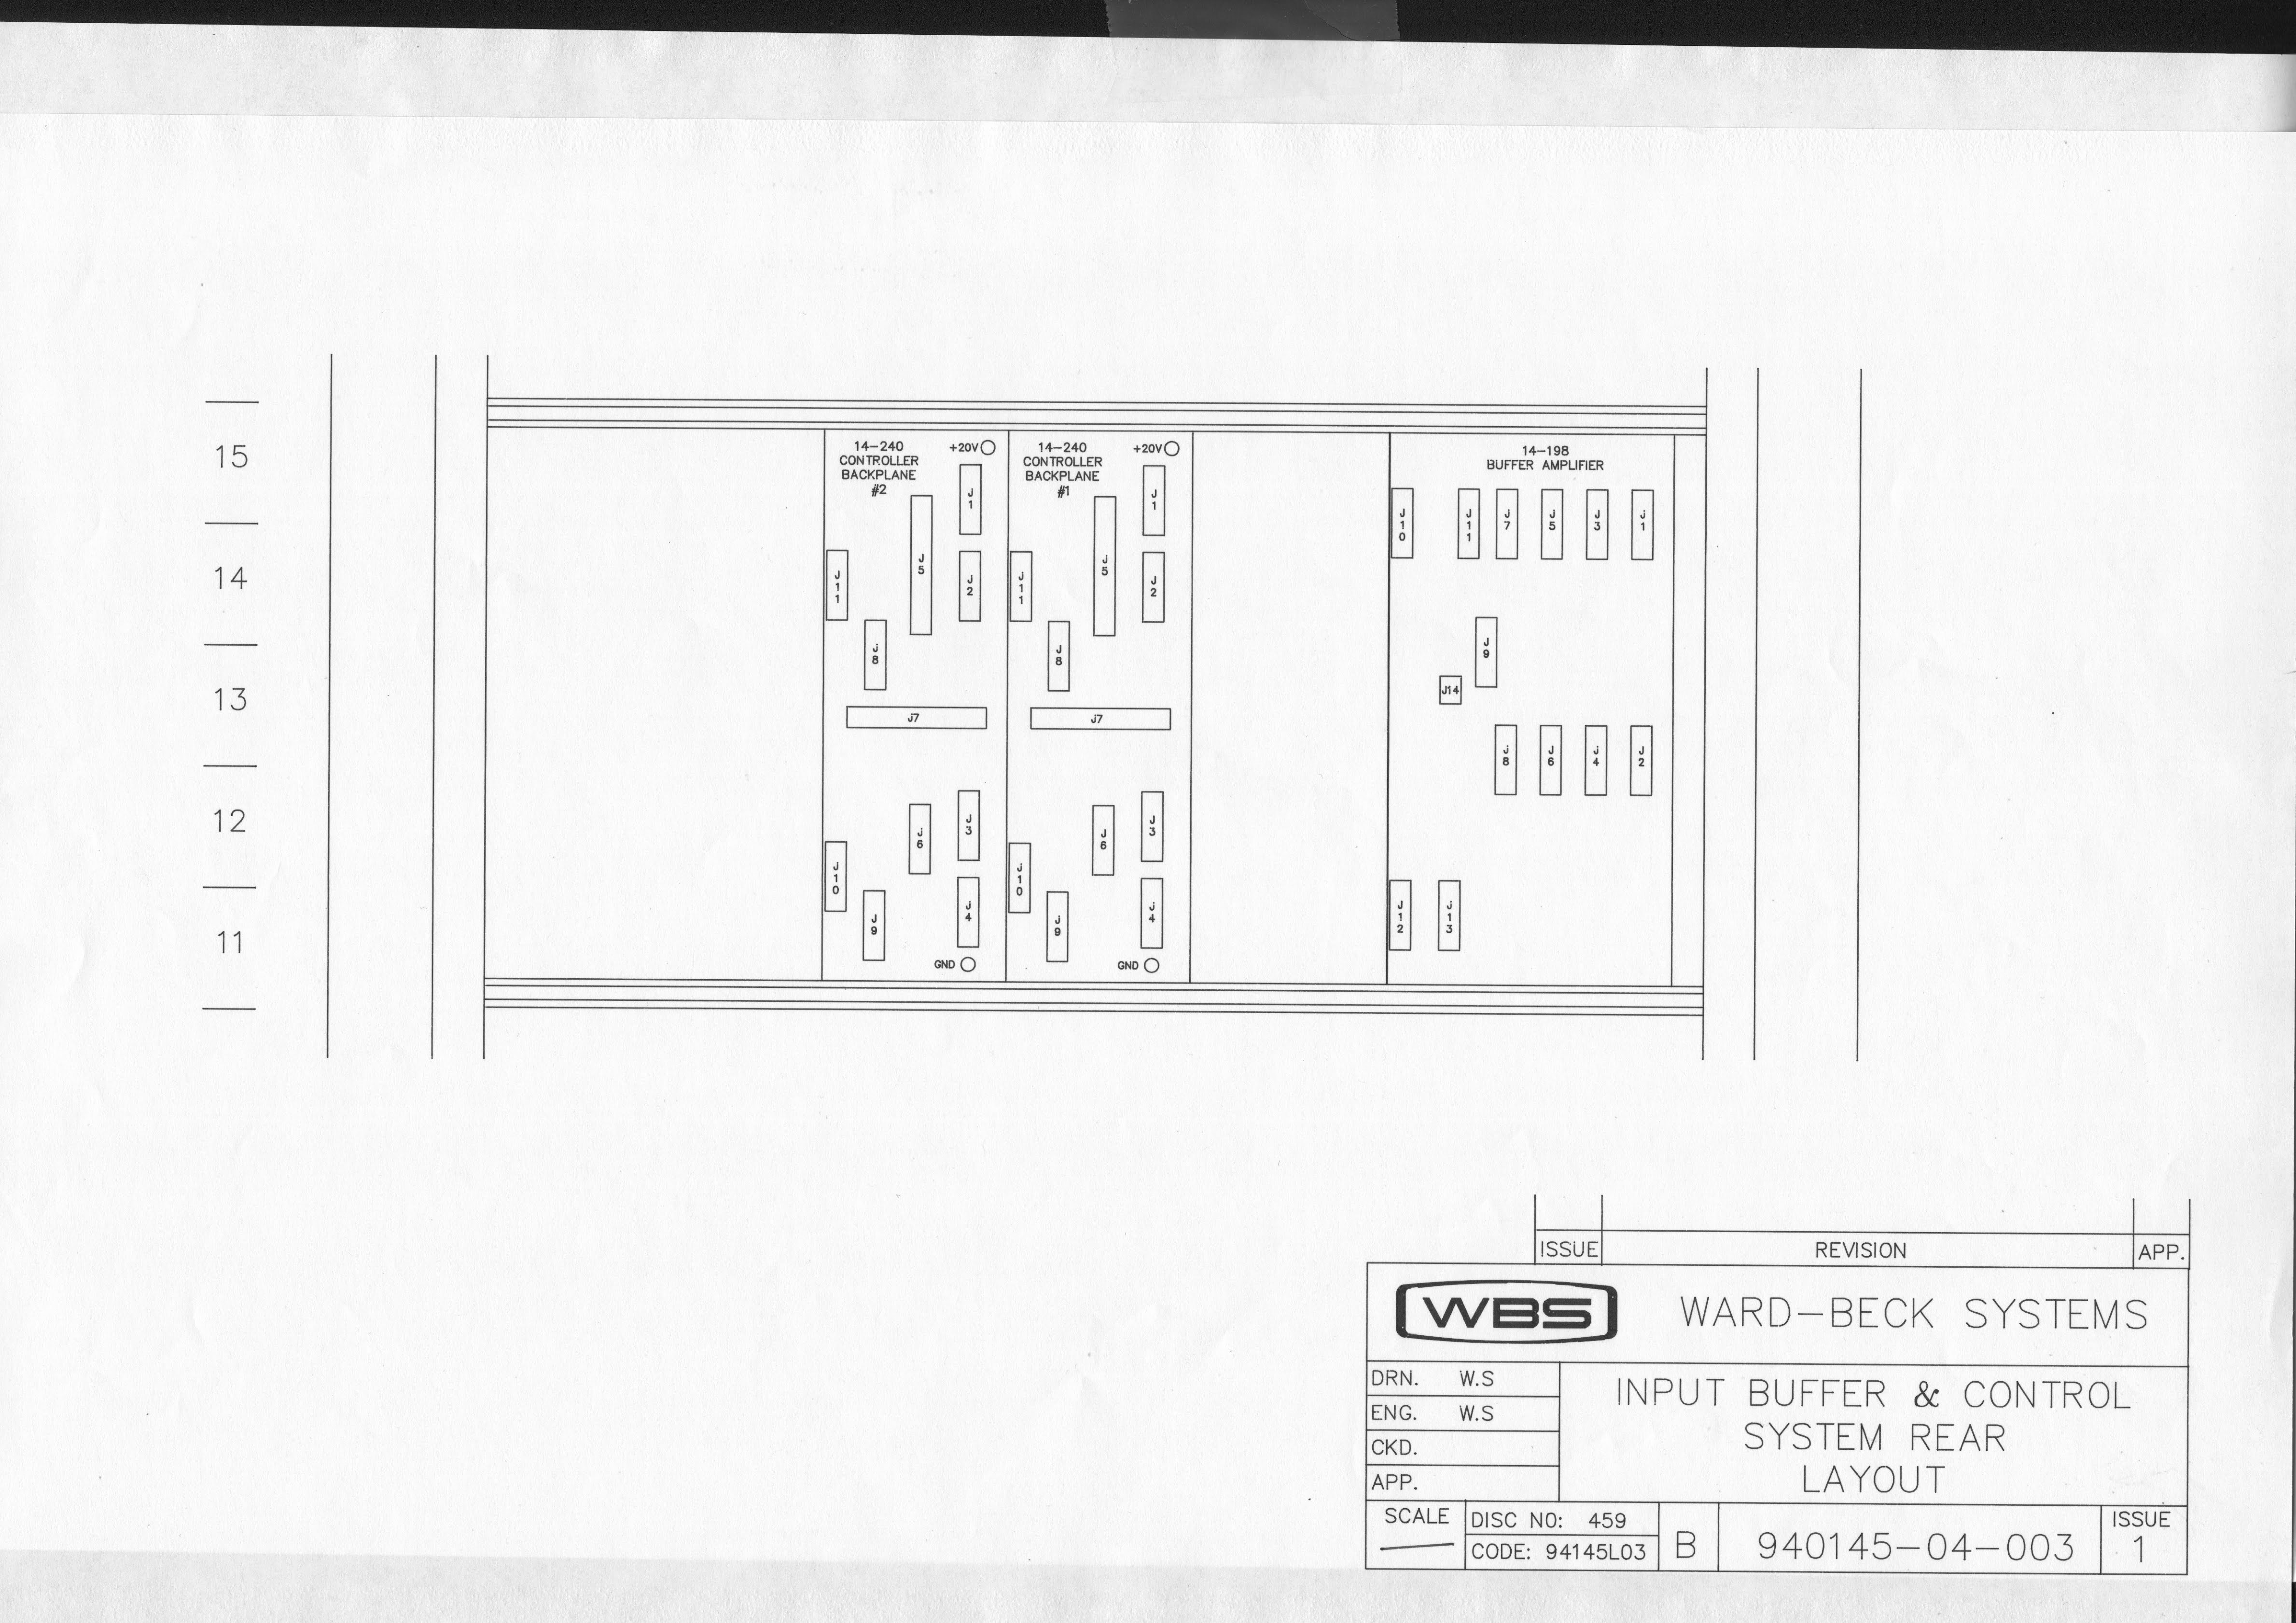 15
14
13
12
11
14-240
CONTROLLER
BACKPLANE
#2
+20V
J1
J5
J2
J11
J8
J7
J3
J6
J10
J4
J9
GND
14-240
CONTROLLER
BACKPLANE
#1
+20V
J1
J5
J2
J11
J8
J7
J3
J6
J10
J4
J9
GND
14-198
BUFFER AMPLIFIER
J10
J11
J7
J5
J3
J1
J9
J14
J8
J6
J4
J2
J12
J13
ISSUE REVISION APP.
WBS WARD-BECK SYSTEMS
DRN. W.S
ENG. W.S
CKD.
APP.
INPUT BUFFER & CONTROL
SYSTEM REAR
LAYOUT
SCALE
DISC NO: 459
CODE: 94145L03
B
940145-04-003
ISSUE
1